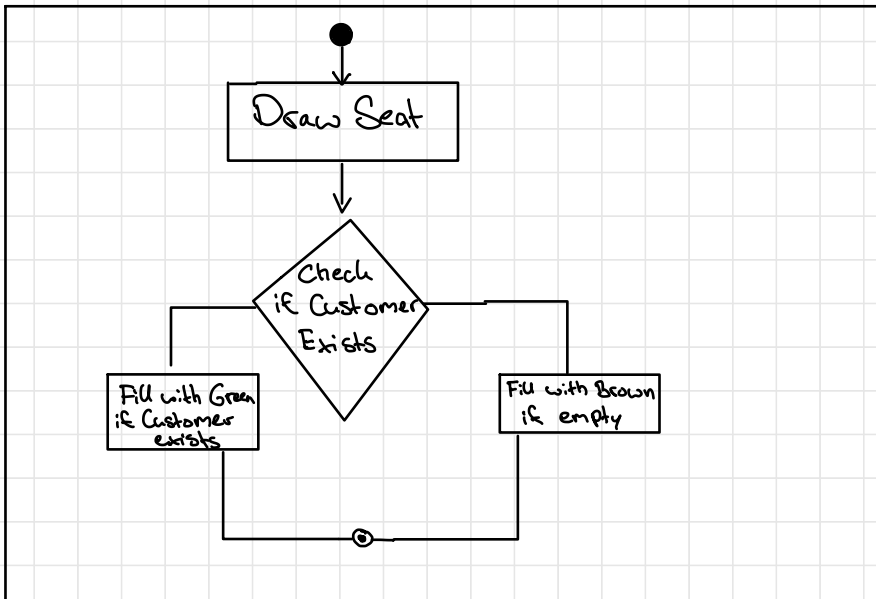 Draw Seat
Check
if Customer
Exists
Fill with Green
if Customer
exists
Fill with Brown
if empty